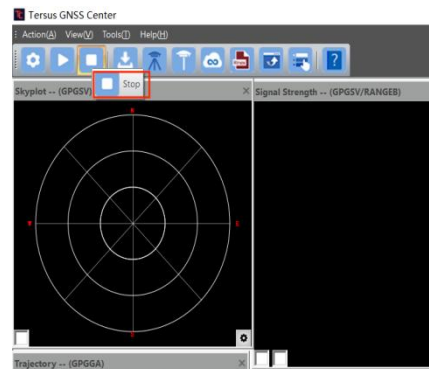 Tersus GNSS Center
Action(A) View(V) Tools(T) Help(H)
Stop
Skyplot -- (GPGSV)
Signal Strength -- (GPGSV/RANGEB)
Trajectory -- (GPGGA)